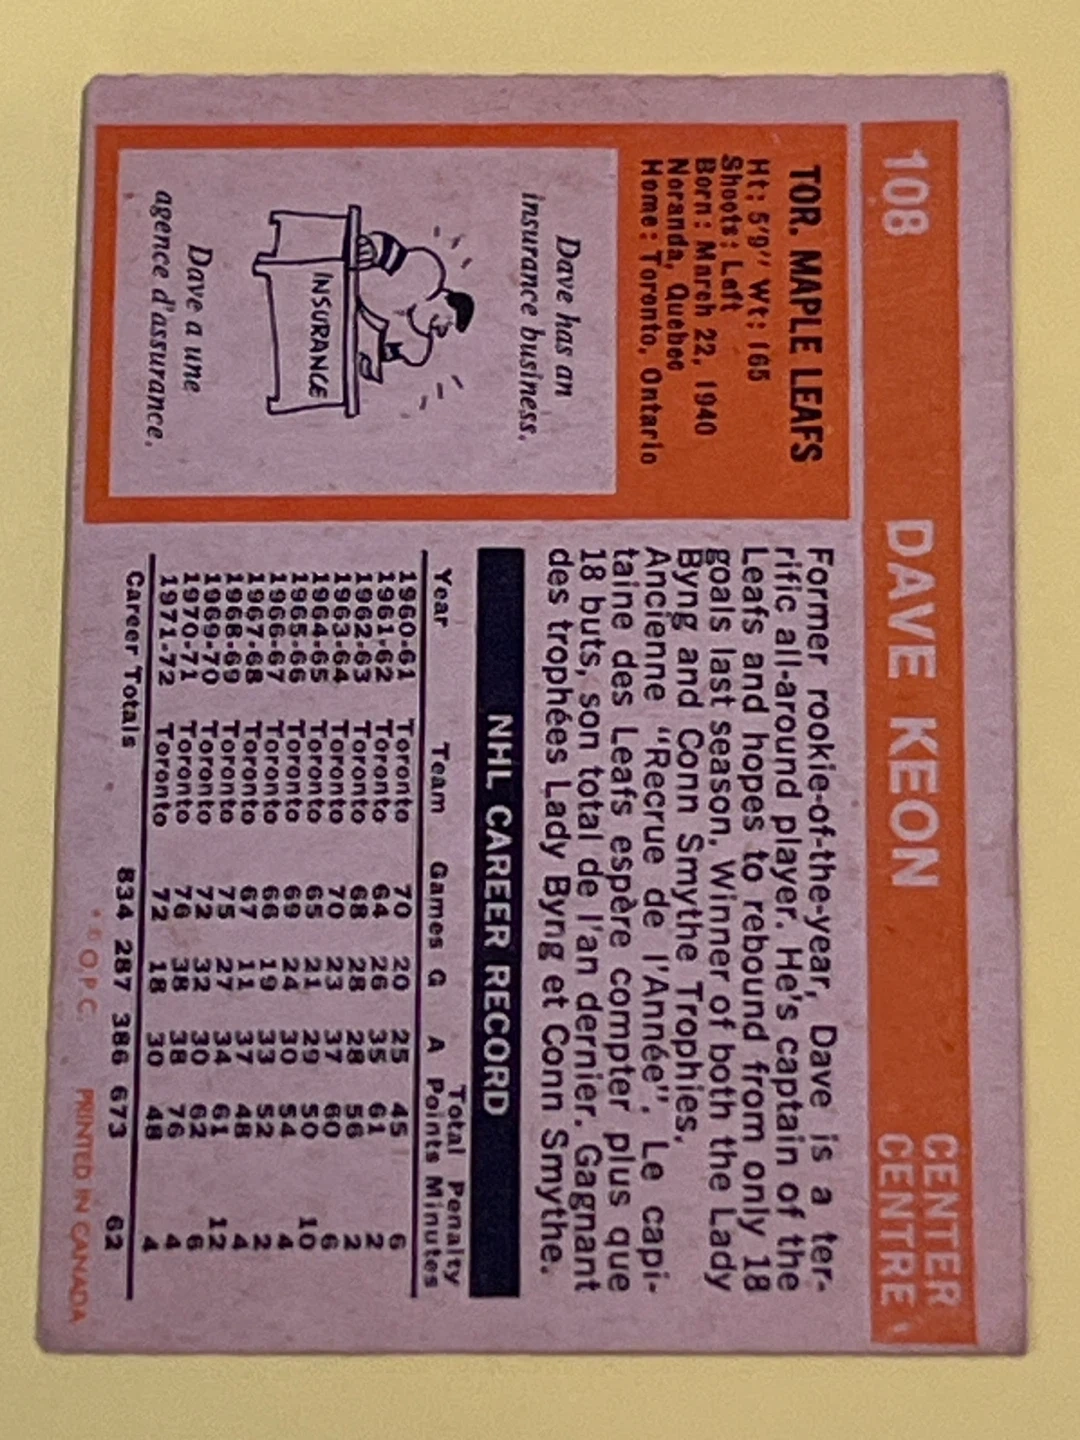 108 DAVE KEON CENTER
CENTRE
TOR. MAPLE LEAFS
Ht: 5'9" Wt: 165
Shoots: Left
Born: March 22, 1940
Noranda, Quebec
Home: Toronto, Ontario
Dave has an
insurance business.
INSURANCE
Dave a une
agence d'assurance.
Former rookie-of-the-year, Dave is a ter-
rific all-around player. He's captain of the
Leafs and hopes to rebound from only 18
goals last season. Winner of both the Lady
Byng and Conn Smythe Trophies.
Ancienne "Recrue de l'Année". Le capi-
taine des Leafs espère compter plus que
18 buts, son total de l'an dernier. Gagnant
des trophées Lady Byng et Conn Smythe.
NHL CAREER RECORD
Total Penalty
Year Team Games G A Points Minutes
1960-61 Toronto 70 20 25 45 6
1961-62 Toronto 64 26 35 61 2
1962-63 Toronto 68 28 28 56 2
1963-64 Toronto 70 23 37 60 6
1964-65 Toronto 65 21 29 50 10
1965-66 Toronto 69 24 30 54 4
1966-67 Toronto 66 19 33 52 2
1967-68 Toronto 67 11 37 48 4
1968-69 Toronto 75 27 34 61 12
1969-70 Toronto 72 32 30 62 6
1970-71 Toronto 76 38 38 76 4
1971-72 Toronto 72 18 30 48 4
Career Totals 834 287 386 673 62
* © O.P.C. PRINTED IN CANADA